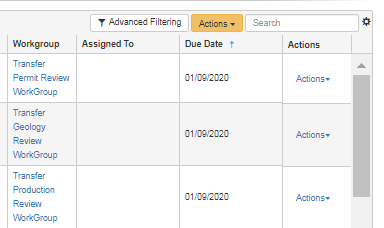 Advanced Filtering Actions Search
Workgroup Assigned To Due Date ↑ Actions
Transfer
Permit Review
WorkGroup
01/09/2020 Actions
Transfer
Geology
Review
WorkGroup
01/09/2020 Actions
Transfer
Production
Review
WorkGroup
01/09/2020 Actions